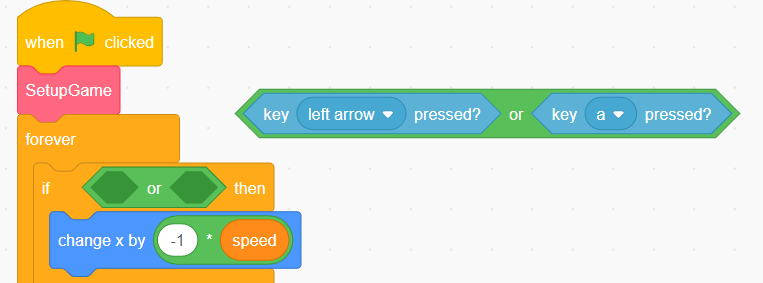 when clicked
SetupGame
key left arrow pressed? or key a pressed?
forever
if or then
change x by -1 * speed